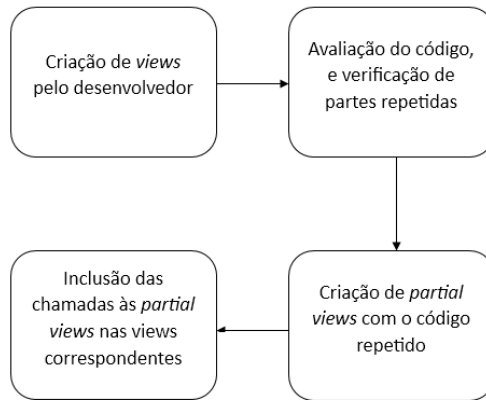 Criação de views
pelo desenvolvedor
Avaliação do código,
e verificação de
partes repetidas
Criação de partial
views com o código
repetido
Inclusão das
chamadas às partial
views nas views
correspondentes